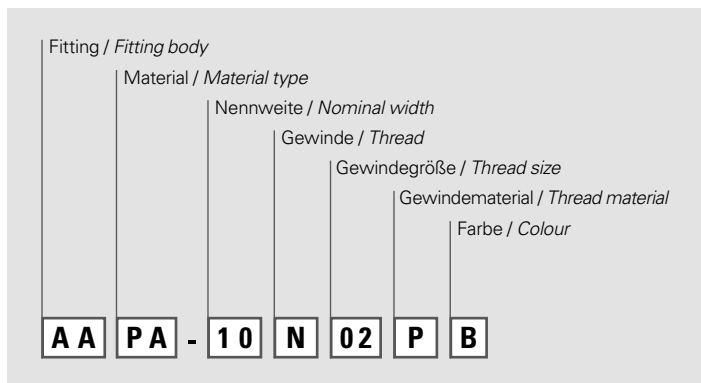 Fitting / Fitting body
Material / Material type
Nennweite / Nominal width
Gewinde / Thread
Gewindegröße / Thread size
Gewindematerial / Thread material
Farbe / Colour
AA PA - 10 N 02 P B